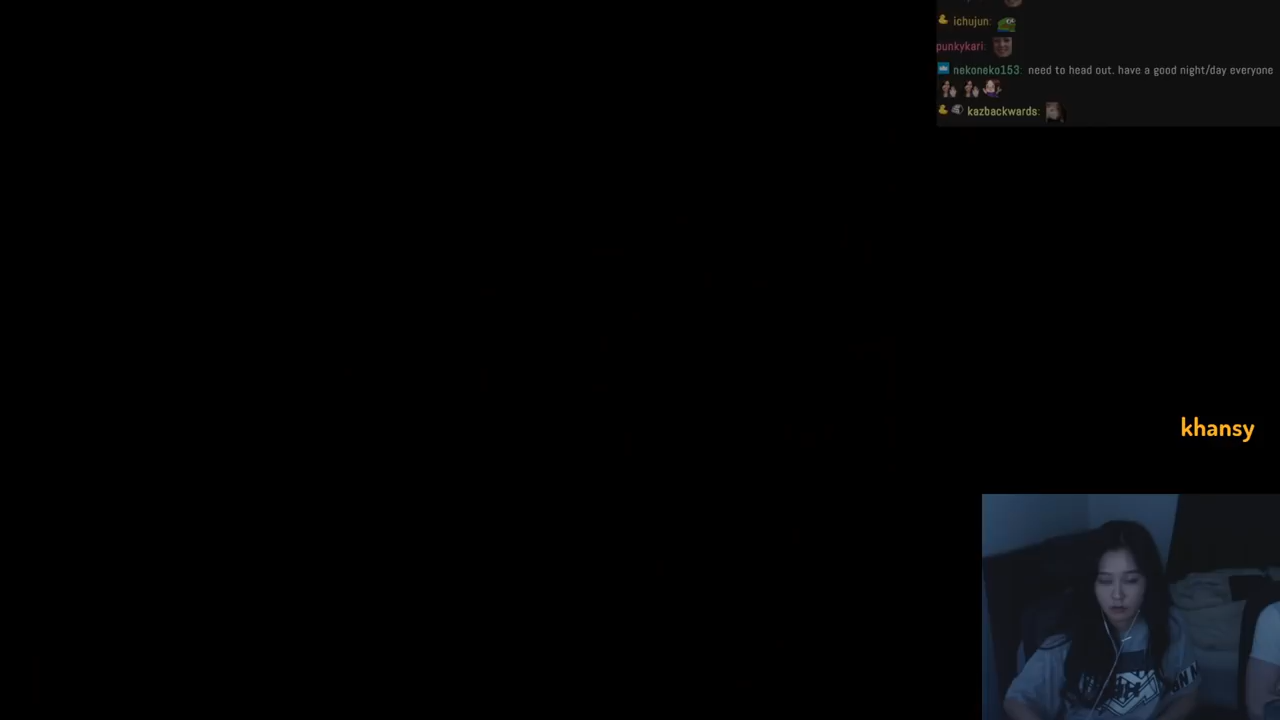 ichujun:
punkykari:
nekoneko153: need to head out. have a good night/day everyone
kazbackwards:
khansy